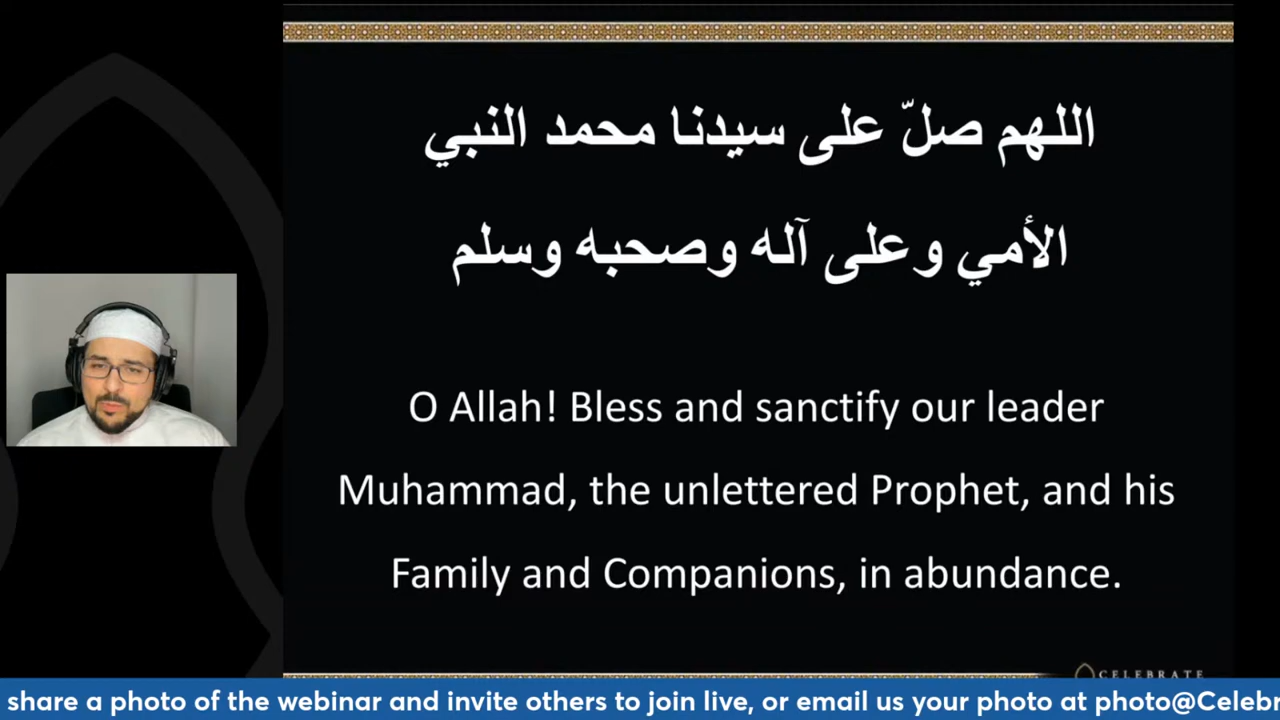 اللهم صلّ على سيدنا محمد النبي
الأمي وعلى آله وصحبه وسلم
O Allah! Bless and sanctify our leader
Muhammad, the unlettered Prophet, and his
Family and Companions, in abundance.
CELEBRATE
share a photo of the webinar and invite others to join live, or email us your photo at photo@Celebr